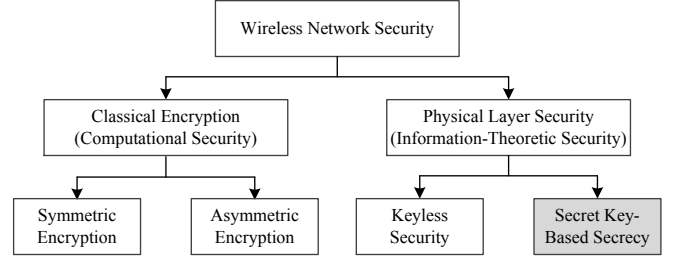 Wireless Network Security
Classical Encryption
(Computational Security)
Physical Layer Security
(Information-Theoretic Security)
Symmetric
Encryption
Asymmetric
Encryption
Keyless
Security
Secret Key-
Based Secrecy